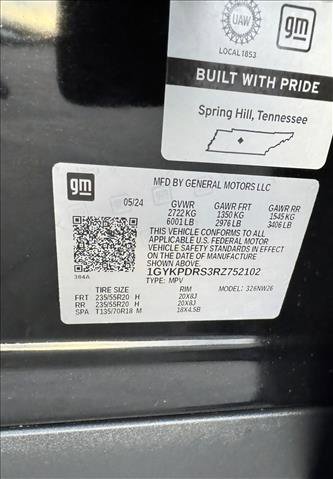 UAW
gm
LOCAL 1853
BUILT WITH PRIDE
Spring Hill, Tennessee
gm
MFD BY GENERAL MOTORS LLC
05/24 GVWR GAWR FRT GAWR RR
2722 KG 1350 KG 1545 KG
6001 LB 2976 LB 3406 LB
THIS VEHICLE CONFORMS TO ALL
APPLICABLE U.S. FEDERAL MOTOR
VEHICLE SAFETY STANDARDS IN EFFECT
ON THE DATE OF MANUFACTURE
SHOWN ABOVE.
384A 1GYKPDRS3RZ752102
TYPE: MPV MODEL: 326NW26
TIRE SIZE RIM
FRT 235/55R20 H 20X8J
RR 235/55R20 H 20X8J
SPA T135/70R18 M 18X4.5B